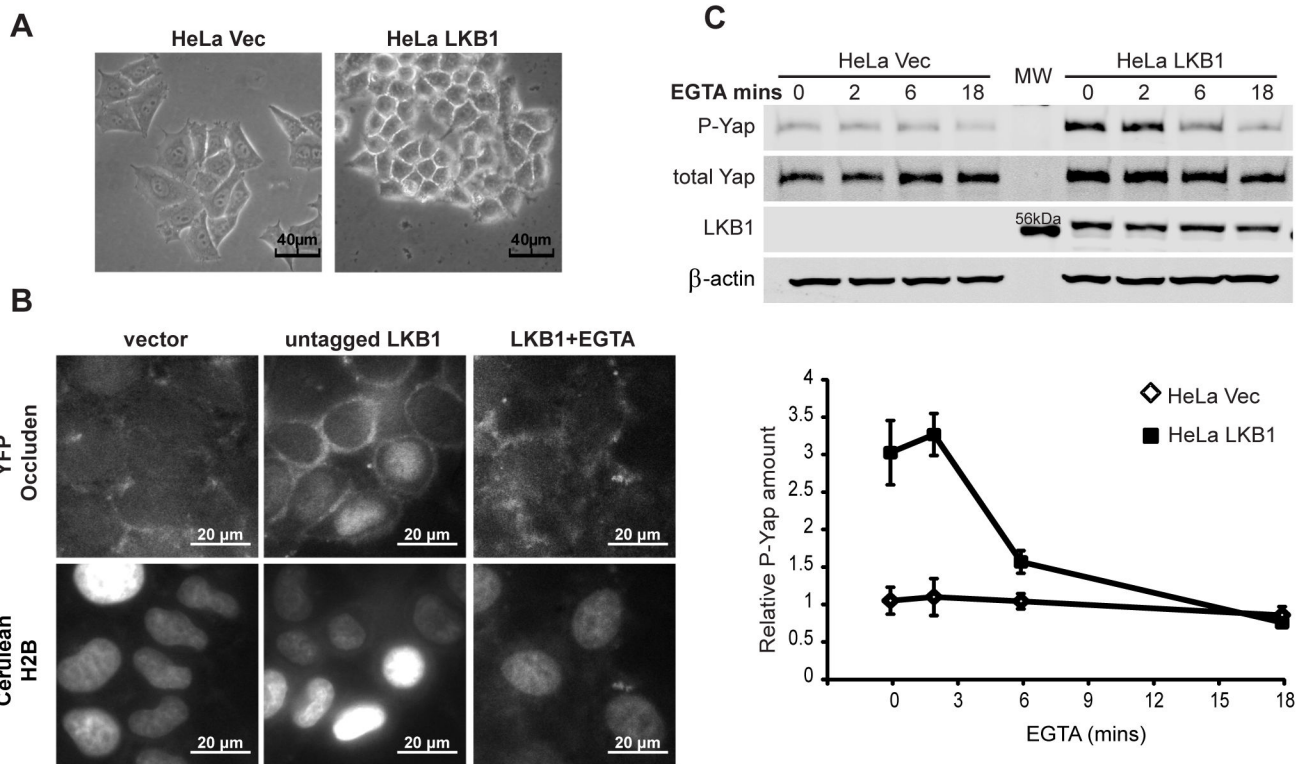 A
HeLa Vec
HeLa LKB1
40µm
40µm
B
vector
untagged LKB1
LKB1+EGTA
YFP
Occluden
20 µm
20 µm
20 µm
Cerulean
H2B
20 µm
20 µm
20 µm
C
HeLa Vec
MW
HeLa LKB1
EGTA mins
0
2
6
18
0
2
6
18
P-Yap
total Yap
LKB1
56kDa
β-actin
Relative P-Yap amount
4
3.5
3
2.5
2
1.5
1
0.5
0
HeLa Vec
HeLa LKB1
0
3
6
9
12
15
18
EGTA (mins)